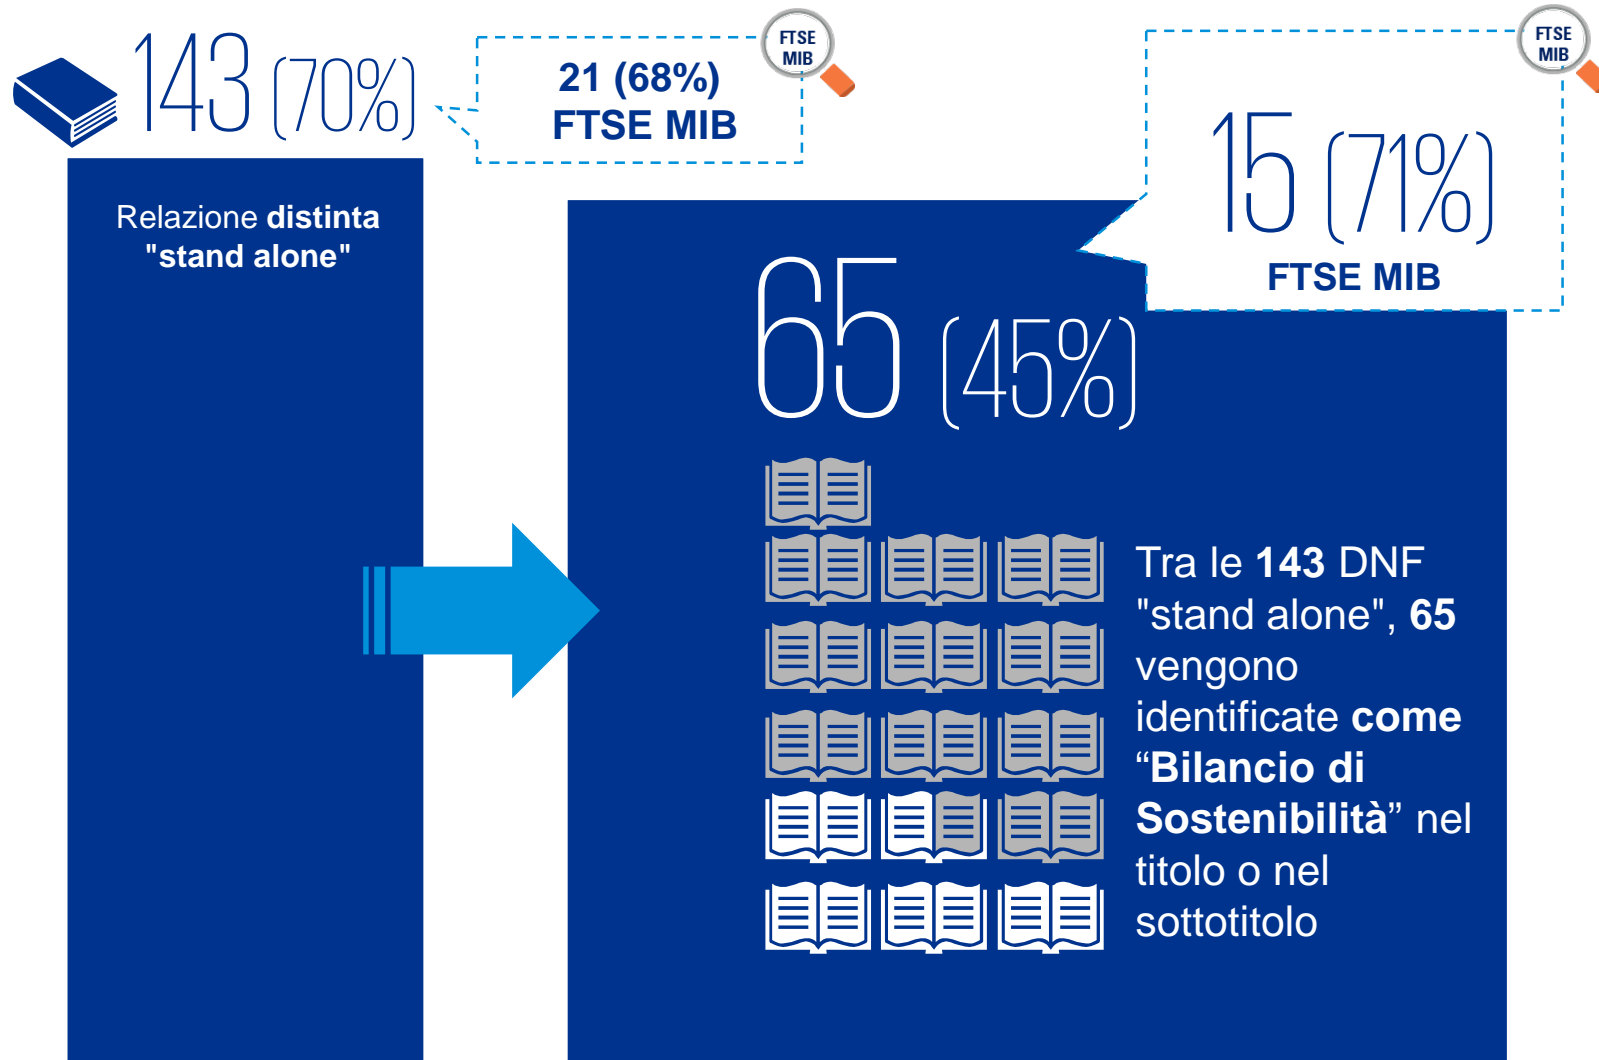 143 (70%)
21 (68%)
FTSE MIB
FTSE
MIB
Relazione distinta
"stand alone"
15 (71%)
FTSE MIB
FTSE
MIB
65 (45%)
Tra le 143 DNF
"stand alone", 65
vengono
identificate come
“Bilancio di
Sostenibilità” nel
titolo o nel
sottotitolo